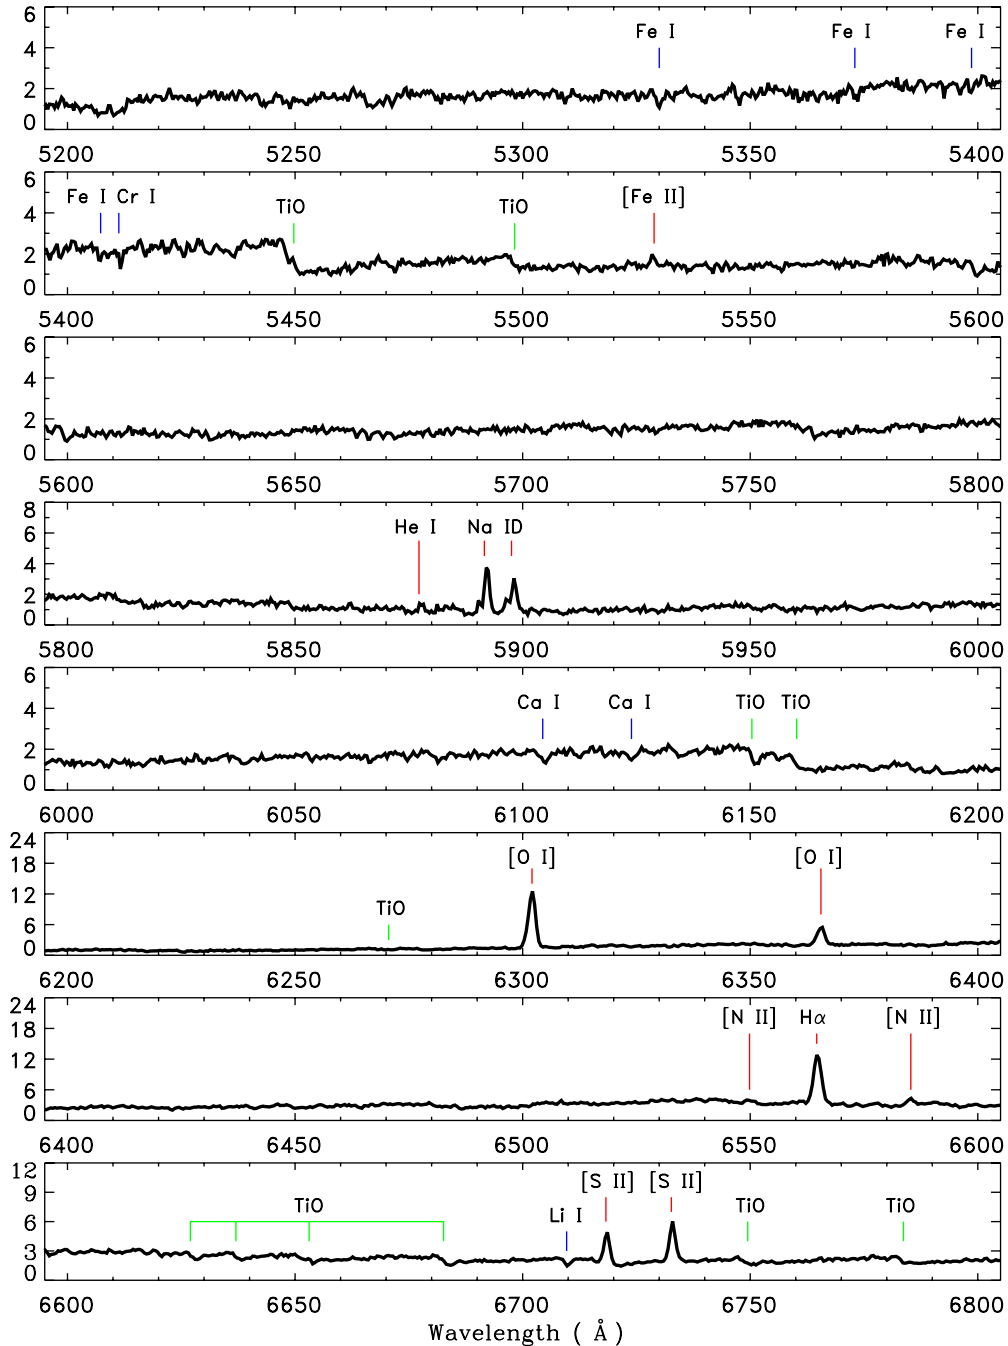 6
Fe I Fe I Fe I
4
2
0
5200 5250 5300 5350 5400
6
Fe I Cr I TiO TiO [Fe II]
4
2
0
5400 5450 5500 5550 5600
6
4
2
0
5600 5650 5700 5750 5800
8
He I Na ID
6
4
2
0
5800 5850 5900 5950 6000
6
Ca I Ca I TiO TiO
4
2
0
6000 6050 6100 6150 6200
24
[O I] [O I]
18
12
TiO
6
0
6200 6250 6300 6350 6400
24
[N II] Hα [N II]
18
12
6
0
6400 6450 6500 6550 6600
12
[S II] [S II]
9
TiO Li I TiO TiO
6
3
0
6600 6650 6700 6750 6800
Wavelength ( Å )